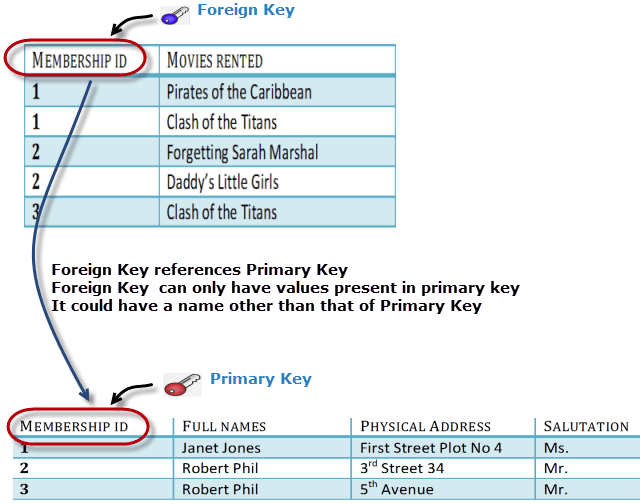 Foreign Key
MEMBERSHIP ID MOVIES RENTED
1 Pirates of the Caribbean
1 Clash of the Titans
2 Forgetting Sarah Marshal
2 Daddy's Little Girls
3 Clash of the Titans
Foreign Key references Primary Key
Foreign Key can only have values present in primary key
It could have a name other than that of Primary Key
Primary Key
MEMBERSHIP ID FULL NAMES PHYSICAL ADDRESS SALUTATION
1 Janet Jones First Street Plot No 4 Ms.
2 Robert Phil 3rd Street 34 Mr.
3 Robert Phil 5th Avenue Mr.